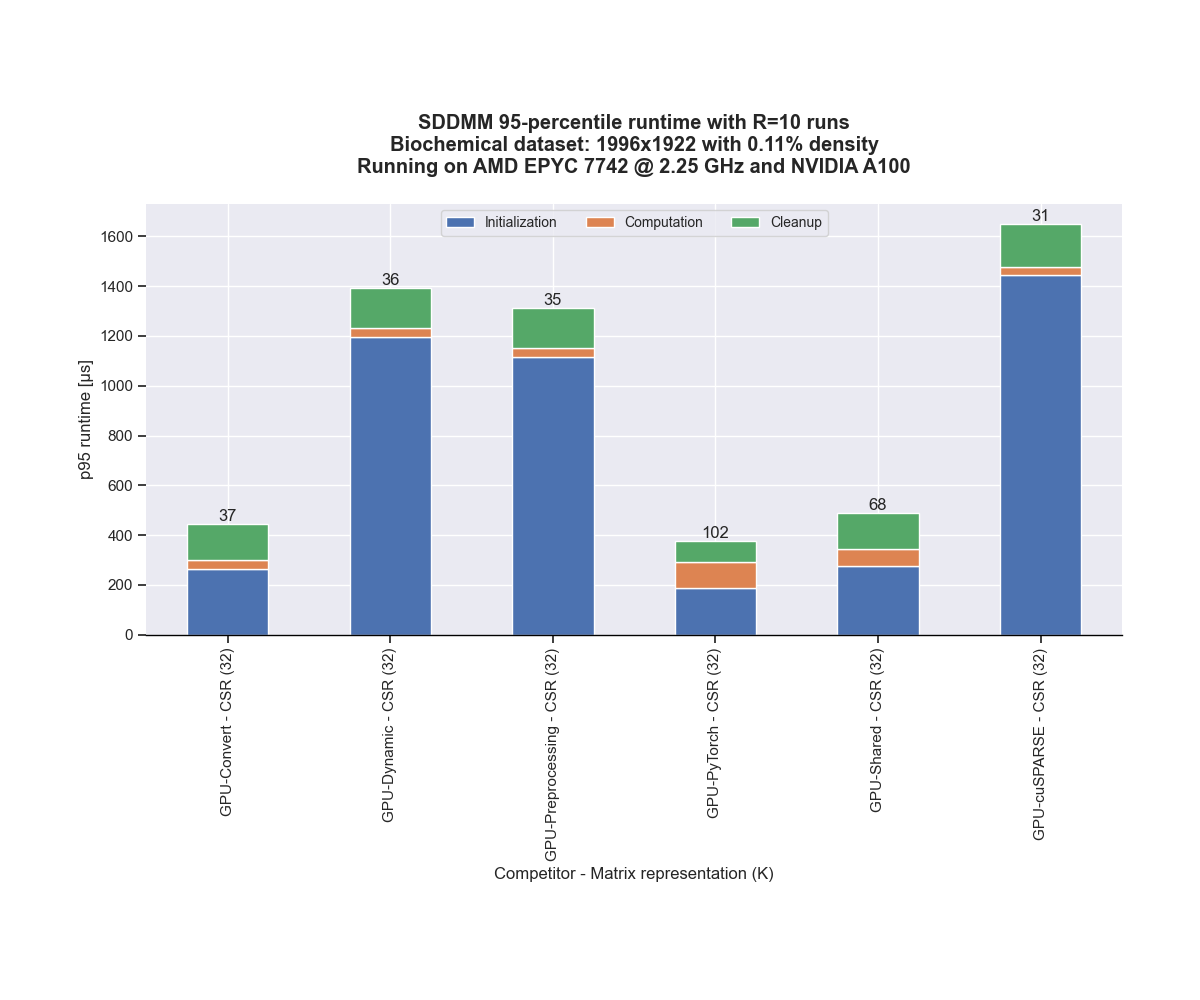 SDDMM 95-percentile runtime with R=10 runs
Biochemical dataset: 1996x1922 with 0.11% density
Running on AMD EPYC 7742 @ 2.25 GHz and NVIDIA A100
Initialization Computation Cleanup
p95 runtime [µs]
1600
1400
1200
1000
800
600
400
200
0
37
36
35
102
68
31
GPU-Convert - CSR (32)
GPU-Dynamic - CSR (32)
GPU-Preprocessing - CSR (32)
GPU-PyTorch - CSR (32)
GPU-Shared - CSR (32)
GPU-cuSPARSE - CSR (32)
Competitor - Matrix representation (K)